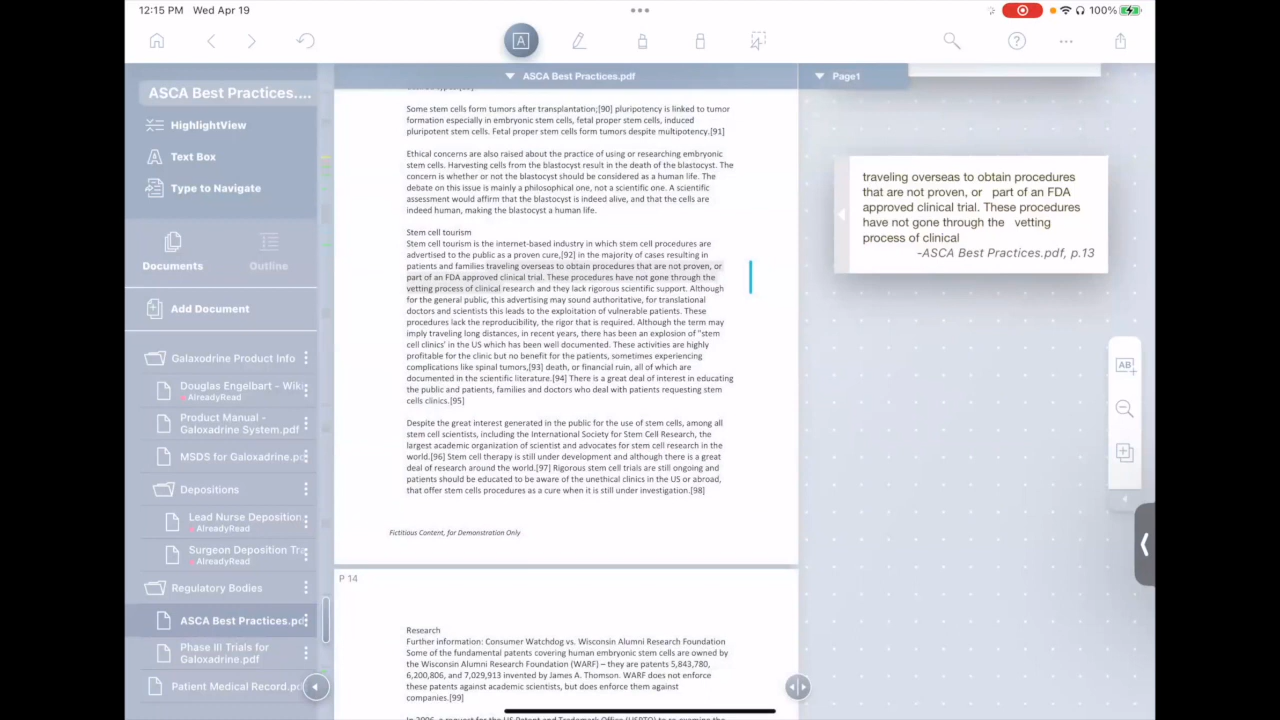 12:15 PM Wed Apr 19
100%
ASCA Best Practices....
HighlightView
Text Box
Type to Navigate
Documents
Outline
Add Document
Galaxodrine Product Info
Douglas Engelbart - Wiki
AlreadyRead
Product Manual -
Galoxadrine System.pdf
MSDS for Galoxadrine.pd
Depositions
Lead Nurse Deposition
AlreadyRead
Surgeon Deposition Tra
AlreadyRead
Regulatory Bodies
ASCA Best Practices.pd
Phase III Trials for
Galoxadrine.pdf
Patient Medical Record.pd
ASCA Best Practices.pdf
Some stem cells form tumors after transplantation;[90] pluripotency is linked to tumor
formation especially in embryonic stem cells, fetal proper stem cells, induced
pluripotent stem cells. Fetal proper stem cells form tumors despite multipotency.[91]
Ethical concerns are also raised about the practice of using or researching embryonic
stem cells. Harvesting cells from the blastocyst result in the death of the blastocyst. The
concern is whether or not the blastocyst should be considered as a human life. The
debate on this issue is mainly a philosophical one, not a scientific one. A scientific
assessment would affirm that the blastocyst is indeed alive, and that the cells are
indeed human, making the blastocyst a human life.
Stem cell tourism
Stem cell tourism is the internet-based industry in which stem cell procedures are
advertised to the public as a proven cure,[92] in the majority of cases resulting in
patients and families traveling overseas to obtain procedures that are not proven, or
part of an FDA approved clinical trial. These procedures have not gone through the
vetting process of clinical research and they lack rigorous scientific support. Although
for the general public, this advertising may sound authoritative, for translational
doctors and scientists this leads to the exploitation of vulnerable patients. These
procedures lack the reproducibility, the rigor that is required. Although the term may
imply traveling long distances, in recent years, there has been an explosion of "stem
cell clinics' in the US which has been well documented. These activities are highly
profitable for the clinic but no benefit for the patients, sometimes experiencing
complications like spinal tumors,[93] death, or financial ruin, all of which are
documented in the scientific literature.[94] There is a great deal of interest in educating
the public and patients, families and doctors who deal with patients requesting stem
cells clinics.[95]
Despite the great interest generated in the public for the use of stem cells, among all
stem cell scientists, including the International Society for Stem Cell Research, the
largest academic organization of scientist and advocates for stem cell research in the
world.[96] Stem cell therapy is still under development and although there is a great
deal of research around the world.[97] Rigorous stem cell trials are still ongoing and
patients should be educated to be aware of the unethical clinics in the US or abroad,
that offer stem cells procedures as a cure when it is still under investigation.[98]
Fictitious Content, for Demonstration Only
P 14
Research
Further information: Consumer Watchdog vs. Wisconsin Alumni Research Foundation
Some of the fundamental patents covering human embryonic stem cells are owned by
the Wisconsin Alumni Research Foundation (WARF) – they are patents 5,843,780,
6,200,806, and 7,029,913 invented by James A. Thomson. WARF does not enforce
these patents against academic scientists, but does enforce them against
companies.[99]
Page1
traveling overseas to obtain procedures
that are not proven, or part of an FDA
approved clinical trial. These procedures
have not gone through the vetting
process of clinical
-ASCA Best Practices.pdf, p.13
AB